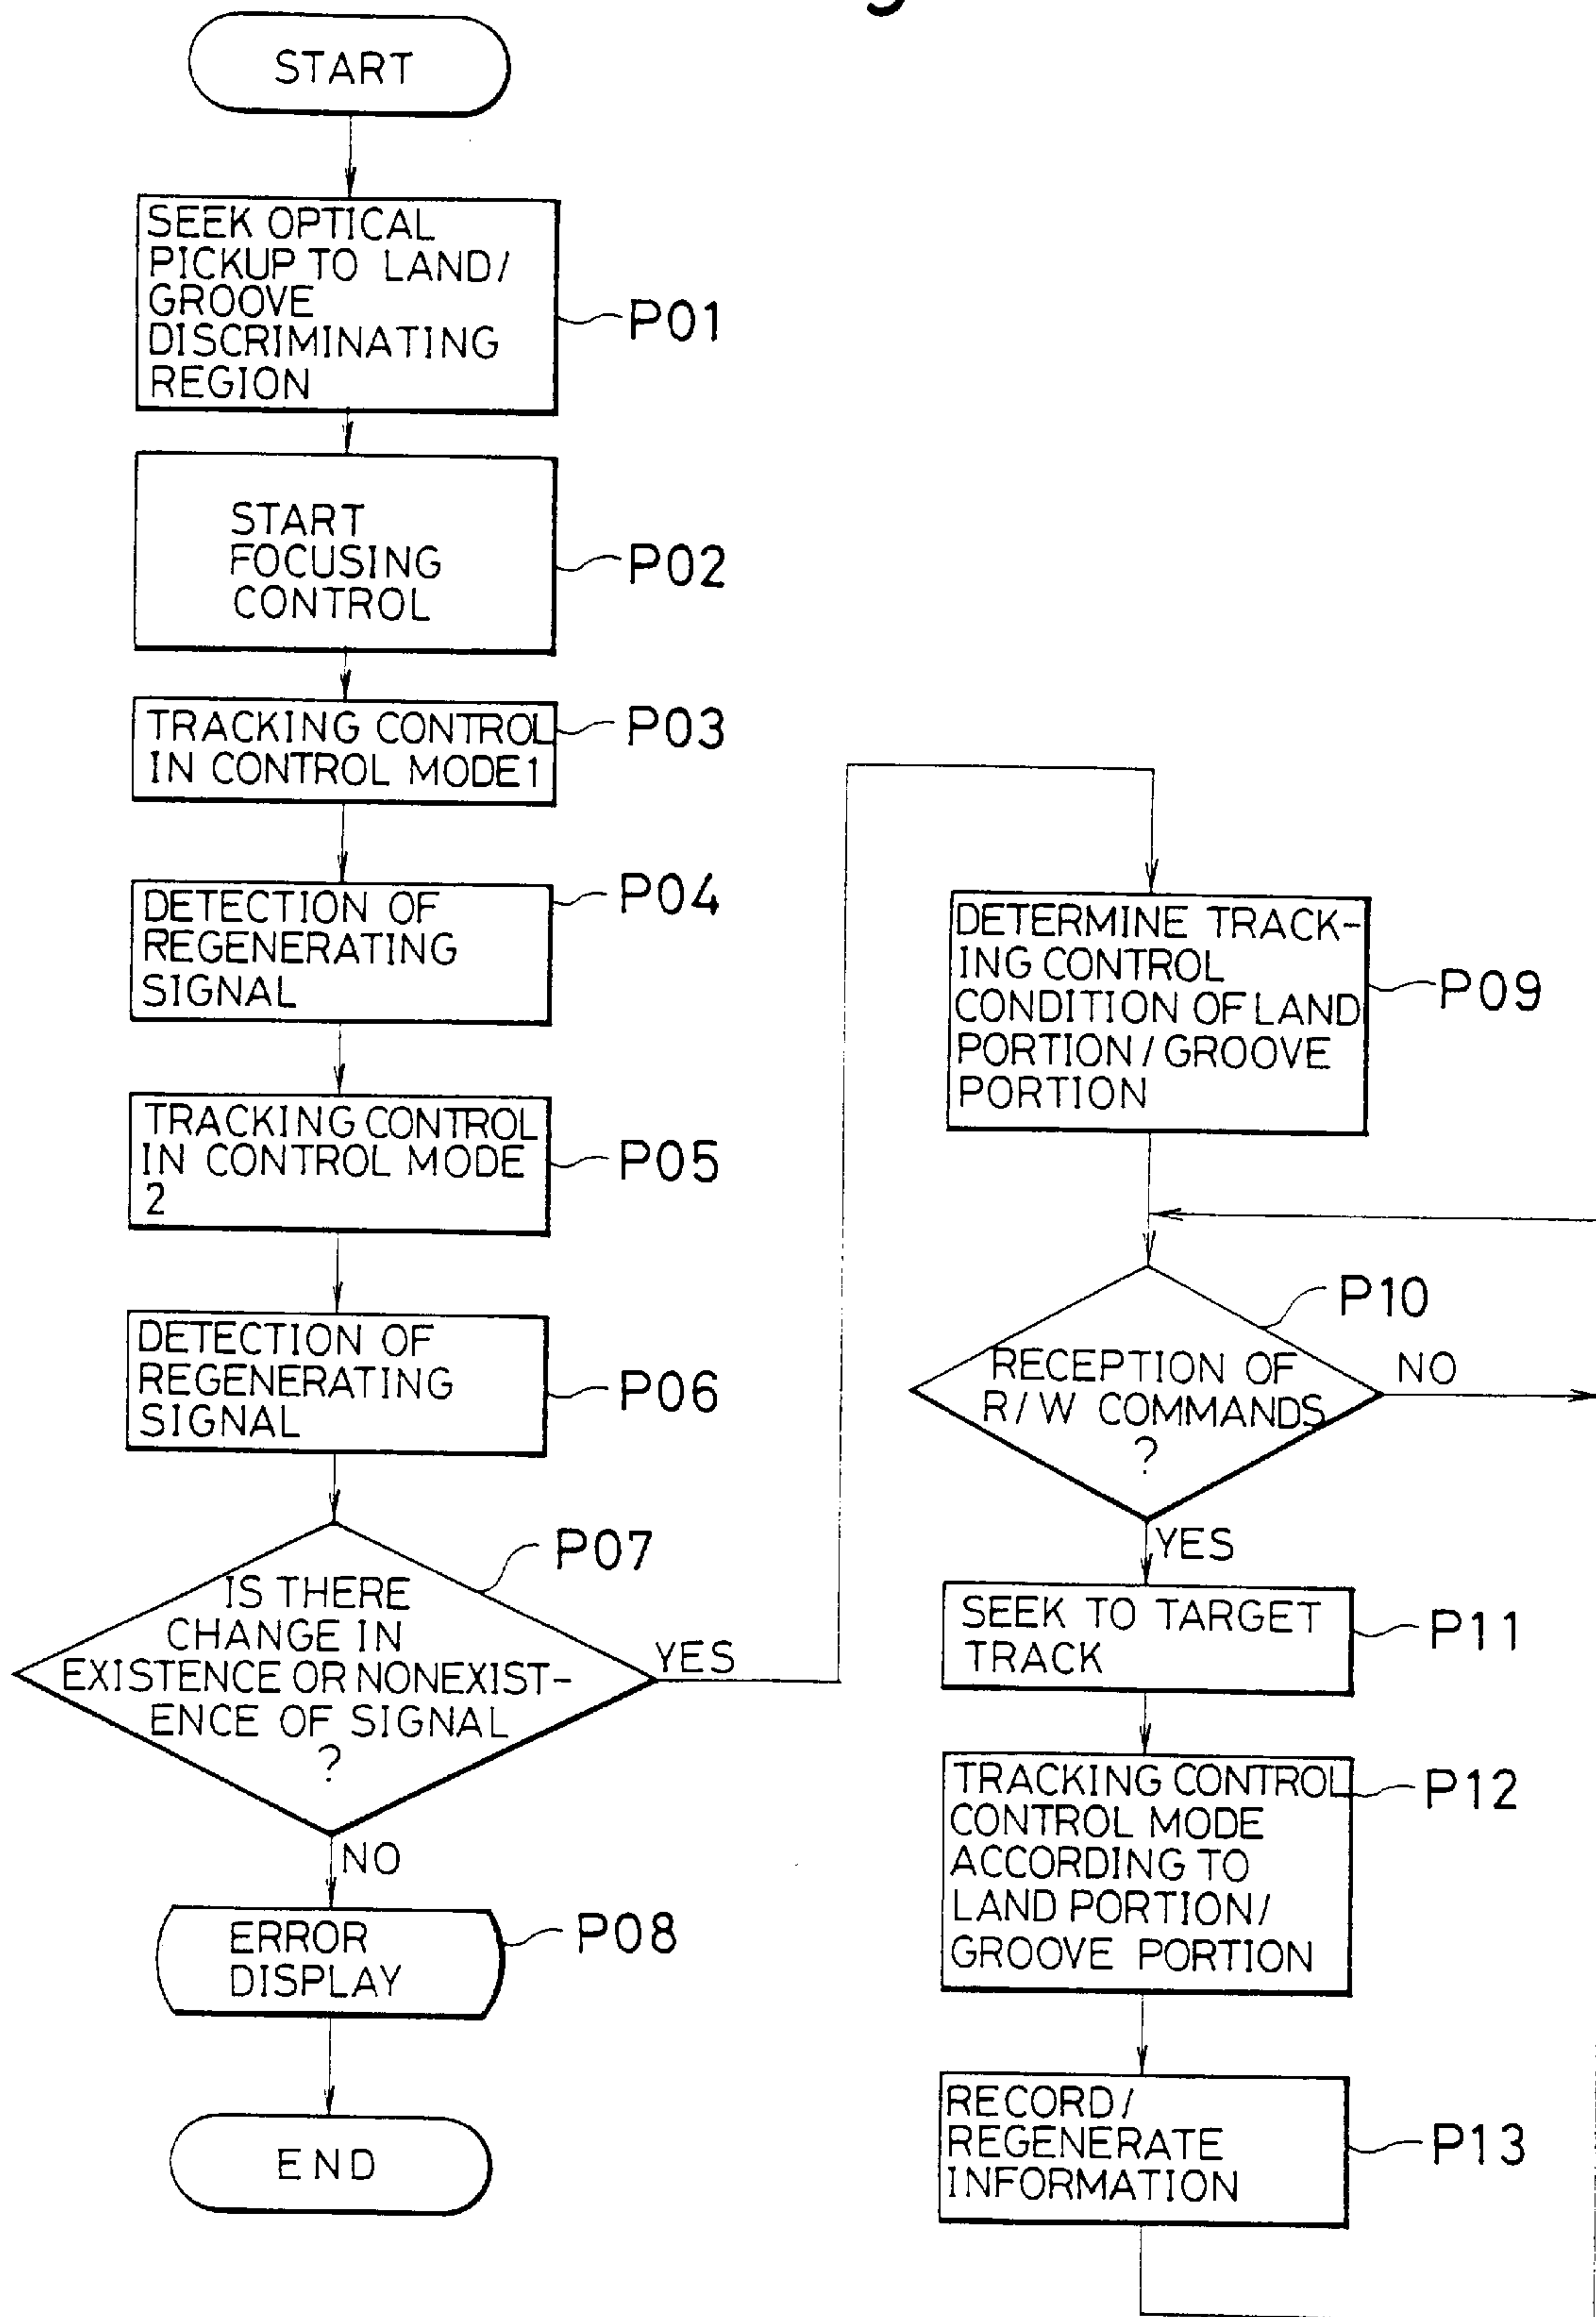 START
SEEK OPTICAL
PICKUP TO LAND/
GROOVE
DISCRIMINATING
REGION
P01
START
FOCUSING
CONTROL
P02
TRACKING CONTROL
IN CONTROL MODE1
P03
DETECTION OF
REGENERATING
SIGNAL
P04
TRACKING CONTROL
IN CONTROL MODE
2
P05
DETECTION OF
REGENERATING
SIGNAL
P06
IS THERE
CHANGE IN
EXISTENCE OR NONEXIST-
ENCE OF SIGNAL
?
P07
YES
NO
ERROR
DISPLAY
P08
END
DETERMINE TRACK-
ING CONTROL
CONDITION OF LAND
PORTION/GROOVE
PORTION
P09
RECEPTION OF
R/W COMMANDS
?
P10
NO
YES
SEEK TO TARGET
TRACK
P11
TRACKING CONTROL
CONTROL MODE
ACCORDING TO
LAND PORTION/
GROOVE PORTION
P12
RECORD/
REGENERATE
INFORMATION
P13